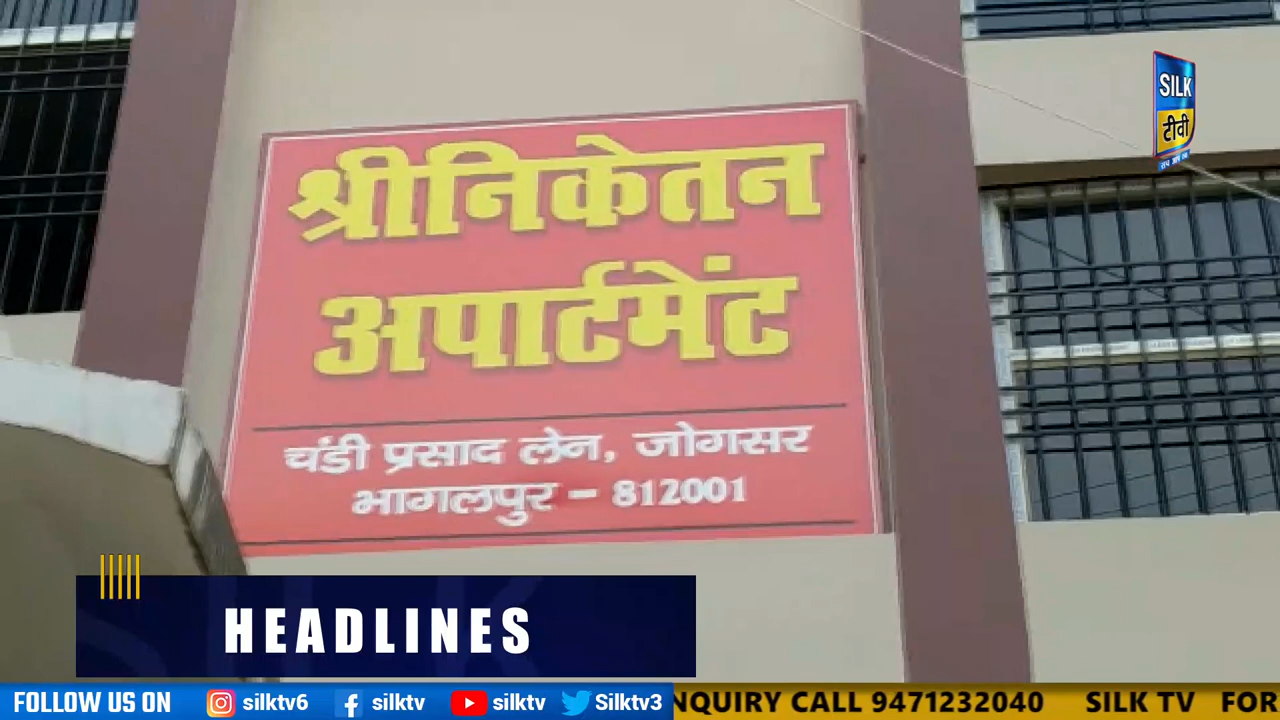 SILK
टीवी
श्रीनिकेतन
अपार्टमेंट
चंडी प्रसाद लेन, जोगसर
भागलपुर - 812001
HEADLINES
FOLLOW US ON silktv6 silktv silktv Silktv3 NQUIRY CALL 9471232040 SILK TV FOR